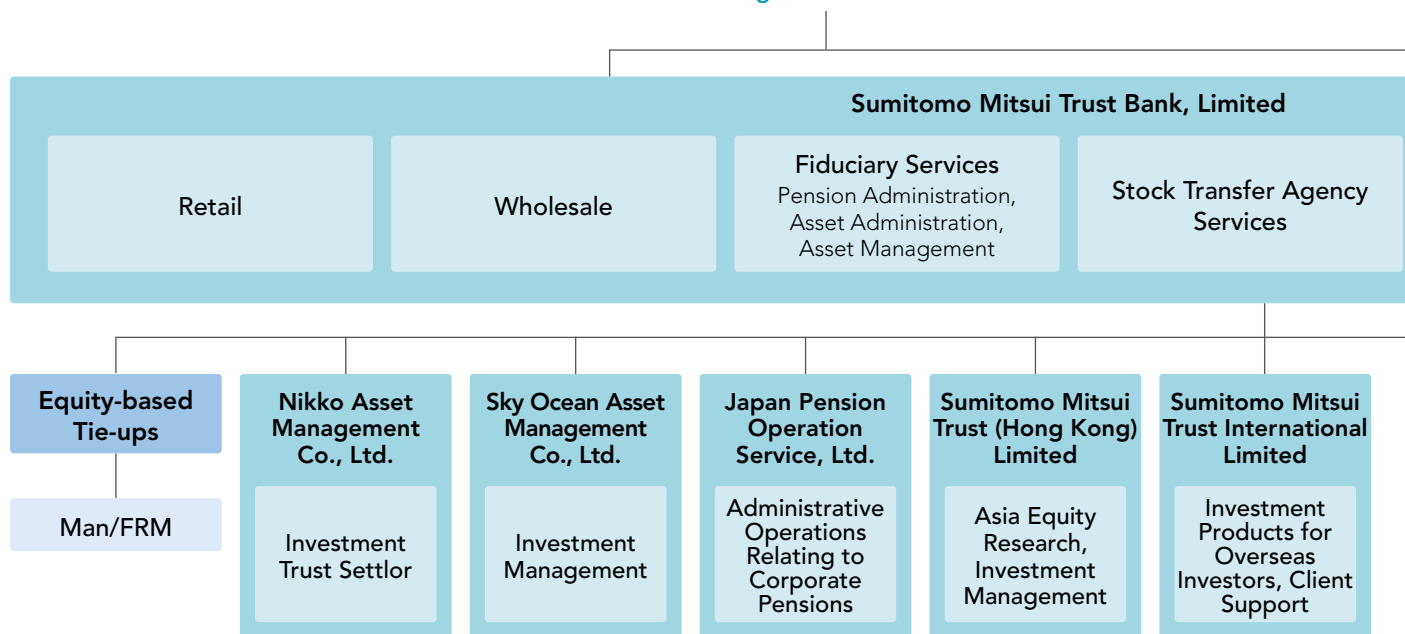 Sumitomo Mitsui Trust Bank, Limited
Retail
Wholesale
Fiduciary Services
Pension Administration,
Asset Administration,
Asset Management
Stock Transfer Agency
Services
Equity-based
Tie-ups
Man/FRM
Nikko Asset
Management
Co., Ltd.
Investment
Trust Settlor
Sky Ocean Asset
Management
Co., Ltd.
Investment
Management
Japan Pension
Operation
Service, Ltd.
Administrative
Operations
Relating to
Corporate
Pensions
Sumitomo Mitsui
Trust (Hong Kong)
Limited
Asia Equity
Research,
Investment
Management
Sumitomo Mitsui
Trust International
Limited
Investment
Products for
Overseas
Investors, Client
Support